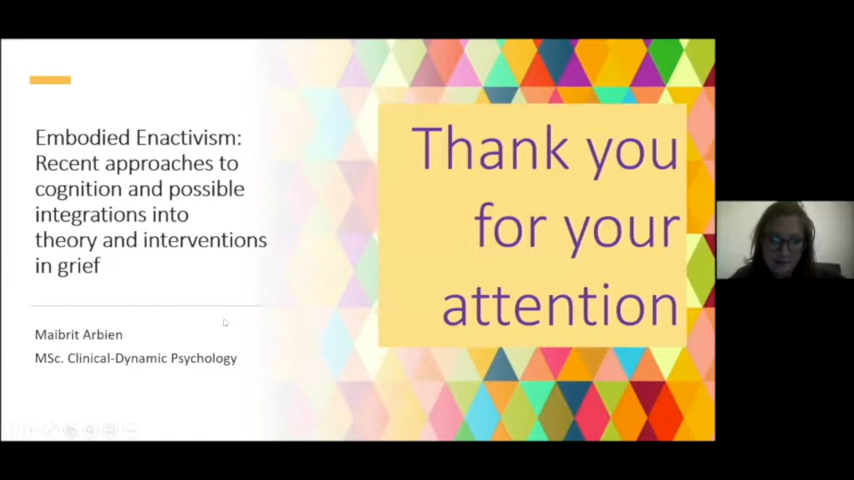 Embodied Enactivism:
Recent approaches to
cognition and possible
integrations into
theory and interventions
in grief
Maibrit Arbien
MSc. Clinical-Dynamic Psychology
Thank you
for your
attention